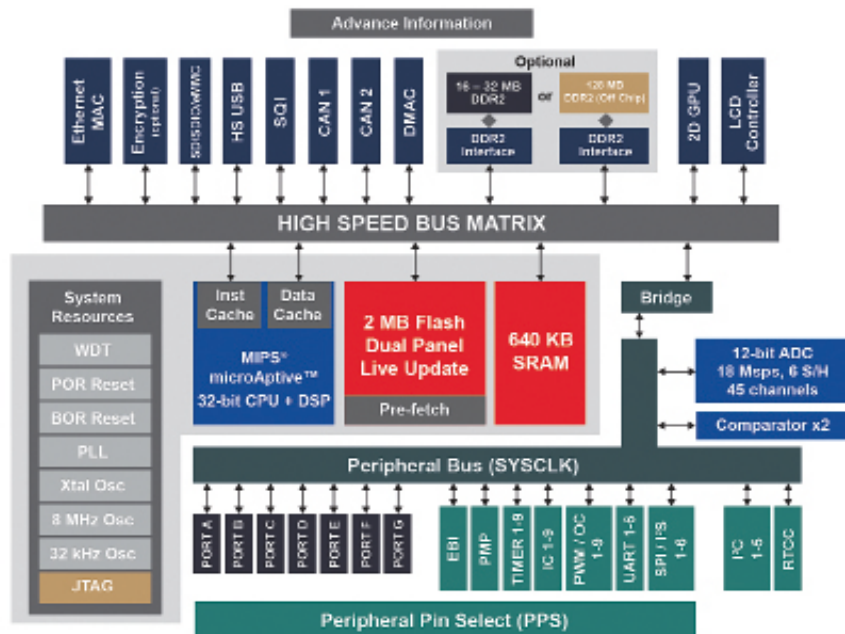 Advance Information
Ethernet
MAC
Encryption
(optional)
SD/SDIO/eMMC
HS USB
SQI
CAN 1
CAN 2
DMAC
Optional
16 – 32 MB
DDR2
or
128 MB
DDR2 (Off Chip)
DDR2
Interface
DDR2
Interface
2D GPU
LCD
Controller
HIGH SPEED BUS MATRIX
System
Resources
WDT
POR Reset
BOR Reset
PLL
Xtal Osc
8 MHz Osc
32 kHz Osc
JTAG
Inst
Cache
Data
Cache
MIPS®
microAptive™
32-bit CPU + DSP
2 MB Flash
Dual Panel
Live Update
Pre-fetch
640 KB
SRAM
Bridge
12-bit ADC
18 Msps, 6 S/H
45 channels
Comparator x2
Peripheral Bus (SYSCLK)
PORT A
PORT B
PORT C
PORT D
PORT E
PORT F
PORT G
EBI
PMP
TIMER 1-9
IC 1-9
PWM / OC
1-9
UART 1-6
SPI / I²S
1-6
I²C
1-5
RTCC
Peripheral Pin Select (PPS)